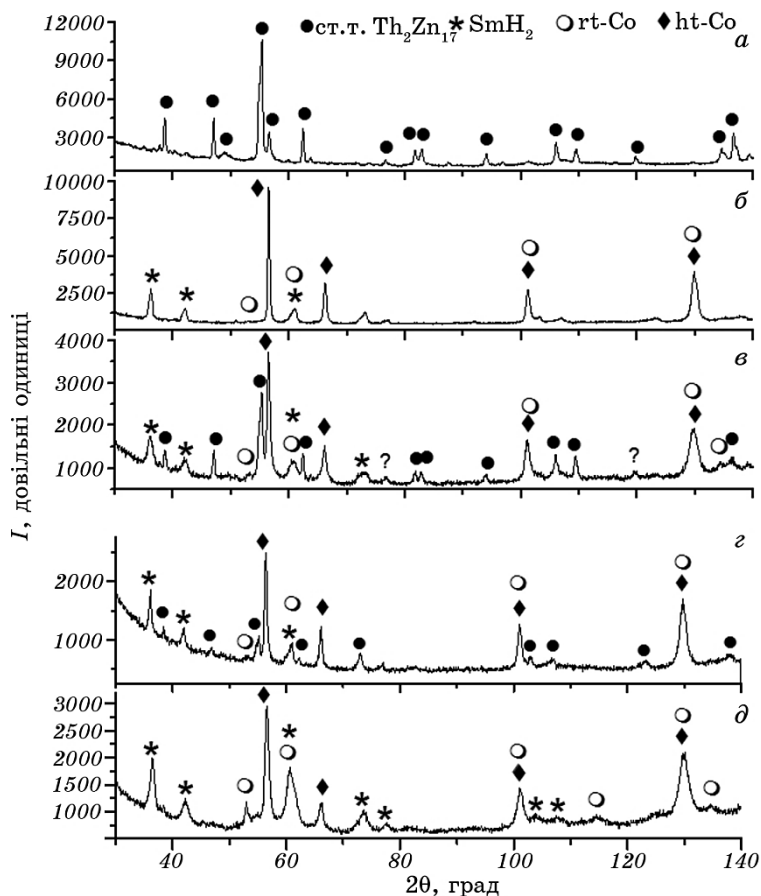 ●ст.т. Th₂Zn₁₇ * SmH₂ ○rt-Co ◆ht-Co
12000
9000
6000
3000
а
10000
7500
5000
2500
б
4000
3000
2000
1000
в
? ?
2000
1000
г
3000
2000
1500
1000
д
I, довільні одиниці
40 60 80 100 120 140
2θ, град